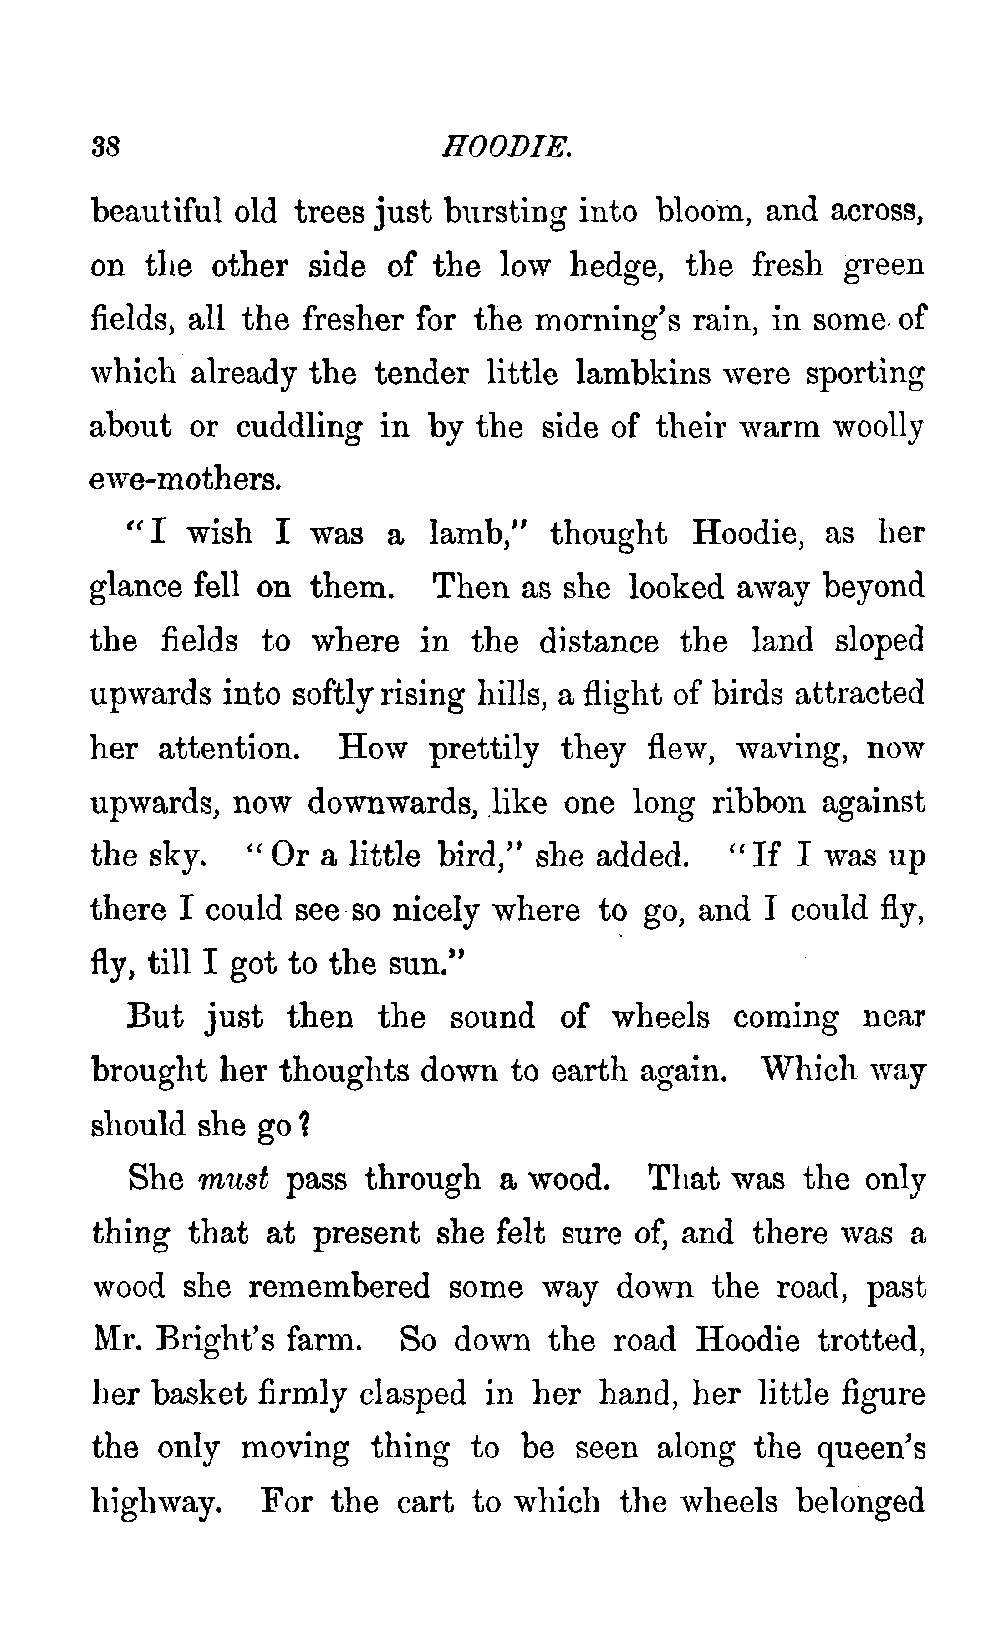 38 HOODIE.
beautiful old trees just bursting into bloom, and across,
on the other side of the low hedge, the fresh green
fields, all the fresher for the morning's rain, in some of
which already the tender little lambkins were sporting
about or cuddling in by the side of their warm woolly
ewe-mothers.
"I wish I was a lamb," thought Hoodie, as her
glance fell on them. Then as she looked away beyond
the fields to where in the distance the land sloped
upwards into softly rising hills, a flight of birds attracted
her attention. How prettily they flew, waving, now
upwards, now downwards, like one long ribbon against
the sky. "Or a little bird," she added. "If I was up
there I could see so nicely where to go, and I could fly,
fly, till I got to the sun."
But just then the sound of wheels coming near
brought her thoughts down to earth again. Which way
should she go?
She must pass through a wood. That was the only
thing that at present she felt sure of, and there was a
wood she remembered some way down the road, past
Mr. Bright's farm. So down the road Hoodie trotted,
her basket firmly clasped in her hand, her little figure
the only moving thing to be seen along the queen's
highway. For the cart to which the wheels belonged